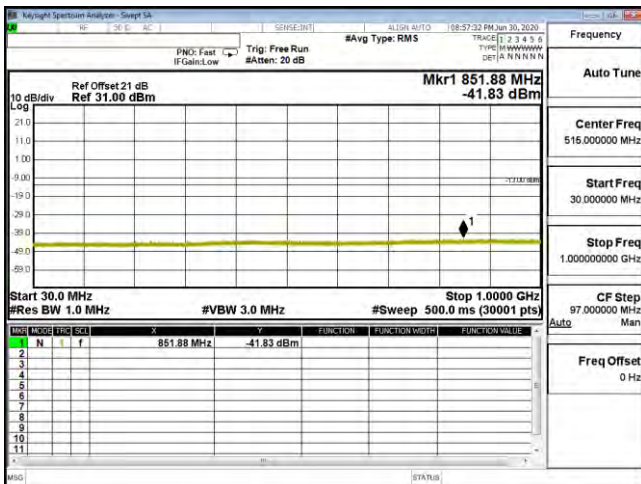 Keysight Spectrum Analyzer - Swept SA
RF 50 Ω AC SENSE:INT ALIGN AUTO 08:57:32 PM Jun 30, 2020
#Avg Type: RMS
TRACE 1 2 3 4 5 6
TYPE M WWWWW
DET A N N N N N
PNO: Fast
IFGain:Low
Trig: Free Run
#Atten: 20 dB
Frequency
Auto Tune
Mkr1 851.88 MHz
-41.83 dBm
Ref Offset 21 dB
10 dB/div Ref 31.00 dBm
Log
21.0
11.0
1.00
-9.00
-13.00 dBm
-19.0
-29.0
-39.0
-49.0
-59.0
1
Start 30.0 MHz Stop 1.0000 GHz
#Res BW 1.0 MHz #VBW 3.0 MHz #Sweep 500.0 ms (30001 pts)
MKR MODE TRC SCL X Y FUNCTION FUNCTION WIDTH FUNCTION VALUE
1 N 1 f 851.88 MHz -41.83 dBm
2
3
4
5
6
7
8
9
10
11
MSG STATUS
Center Freq
515.000000 MHz
Start Freq
30.000000 MHz
Stop Freq
1.000000000 GHz
CF Step
97.000000 MHz
Auto Man
Freq Offset
0 Hz